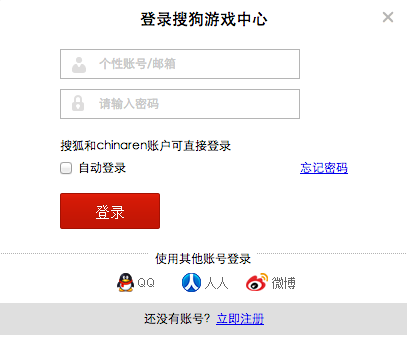 登录搜狗游戏中心
个性账号/邮箱
请输入密码
搜狐和chinaren账户可直接登录
自动登录 忘记密码
登录
使用其他账号登录
QQ 人人 微博
还没有账号? 立即注册